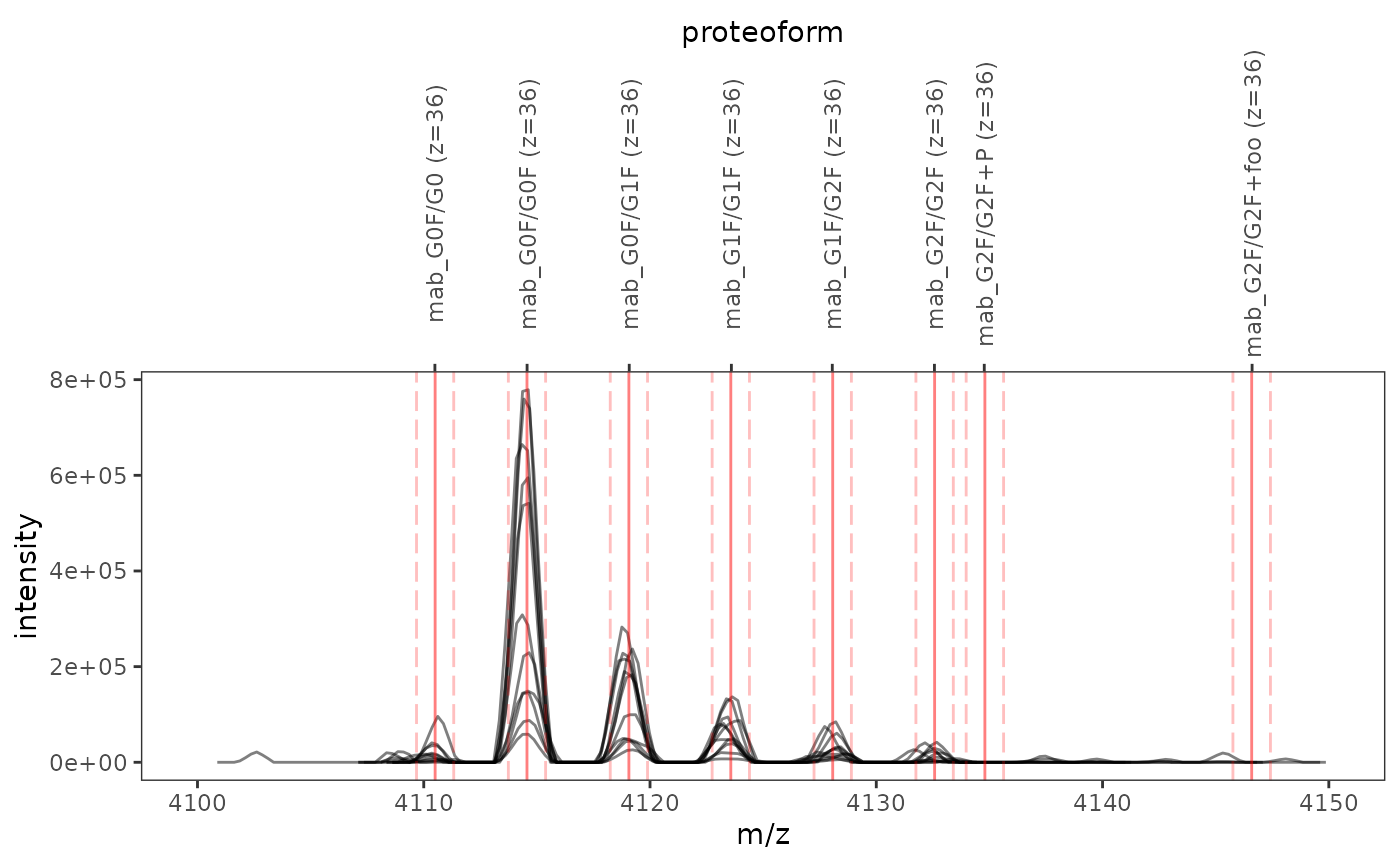 proteoform
mab_G0F/G0 (z=36)
mab_G0F/G0F (z=36)
mab_G0F/G1F (z=36)
mab_G1F/G1F (z=36)
mab_G1F/G2F (z=36)
mab_G2F/G2F (z=36)
mab_G2F/G2F+P (z=36)
mab_G2F/G2F+foo (z=36)
8e+05
6e+05
4e+05
2e+05
0e+00
intensity
4100
4110
4120
4130
4140
4150
m/z